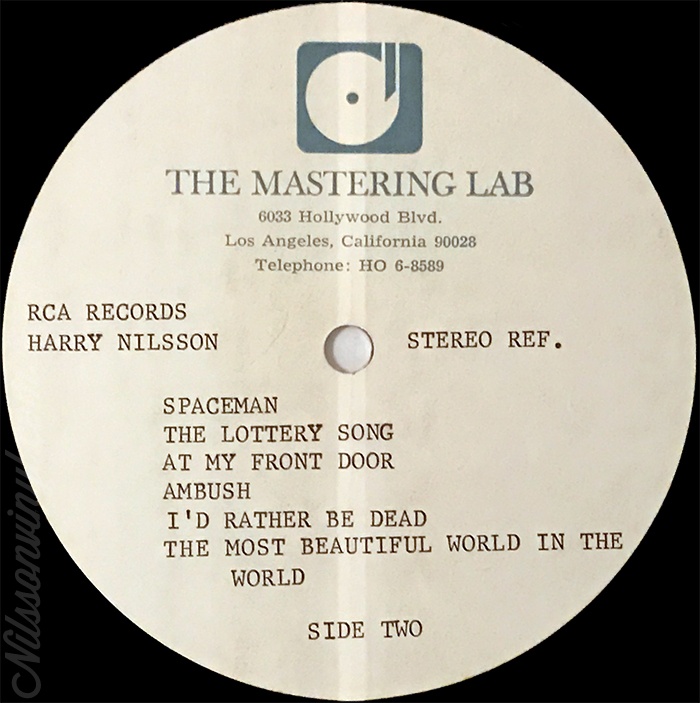 THE MASTERING LAB
6033 Hollywood Blvd.
Los Angeles, California 90028
Telephone: HO 6-8589
RCA RECORDS
HARRY NILSSON
STEREO REF.
SPACEMAN
THE LOTTERY SONG
AT MY FRONT DOOR
AMBUSH
I'D RATHER BE DEAD
THE MOST BEAUTIFUL WORLD IN THE
WORLD
SIDE TWO
Nilssonvinyl